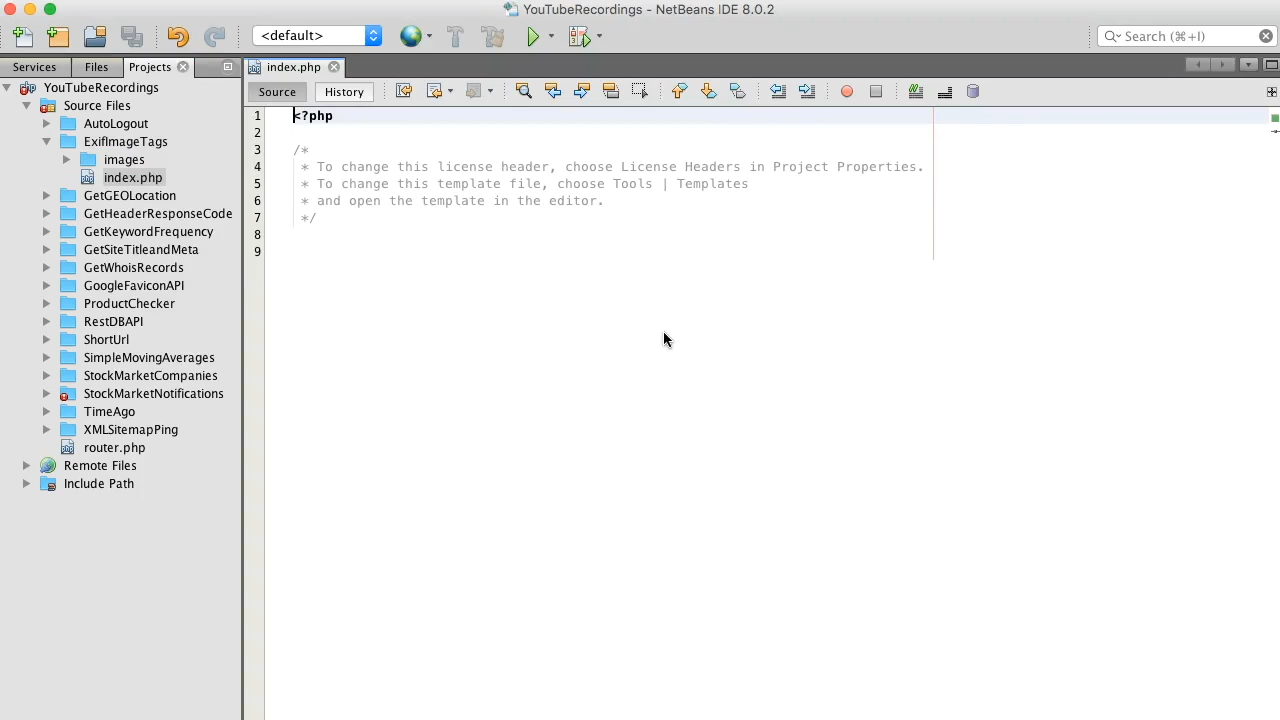 YouTubeRecordings - NetBeans IDE 8.0.2
<default>
Search (⌘+I)
Services
Files
Projects
index.php
Source
History
YouTubeRecordings
Source Files
AutoLogout
ExifImageTags
images
index.php
GetGEOLocation
GetHeaderResponseCode
GetKeywordFrequency
GetSiteTitleandMeta
GetWhoisRecords
GoogleFaviconAPI
ProductChecker
RestDBAPI
ShortUrl
SimpleMovingAverages
StockMarketCompanies
StockMarketNotifications
TimeAgo
XMLSitemapPing
router.php
Remote Files
Include Path
1 <?php
2
3 /*
4 * To change this license header, choose License Headers in Project Properties.
5 * To change this template file, choose Tools | Templates
6 * and open the template in the editor.
7 */
8
9